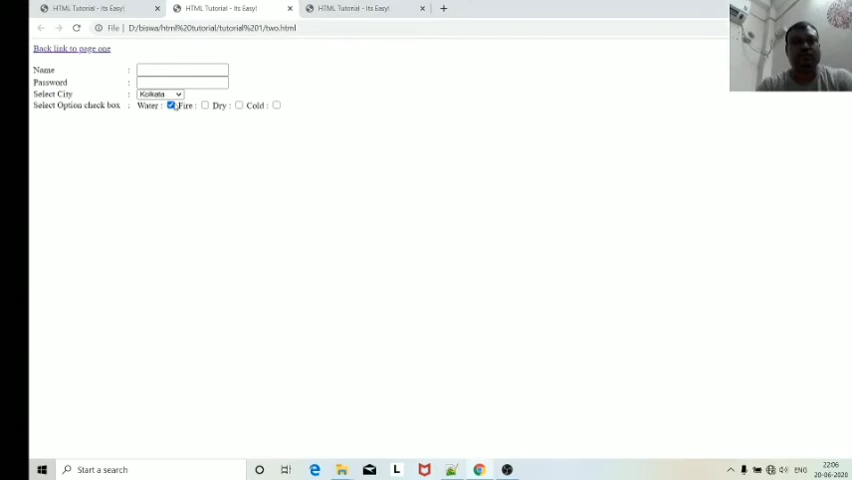 HTML Tutorial - Its Easy! HTML Tutorial - Its Easy! HTML Tutorial - Its Easy!
File D:/biswa/html%20tutorial/tutorial%201/two.html
Back link to page one
Name :
Password :
Select City : Kolkata
Select Option check box : Water : Fire : Dry : Cold :
Start a search L ENG 22:06
20-06-2020